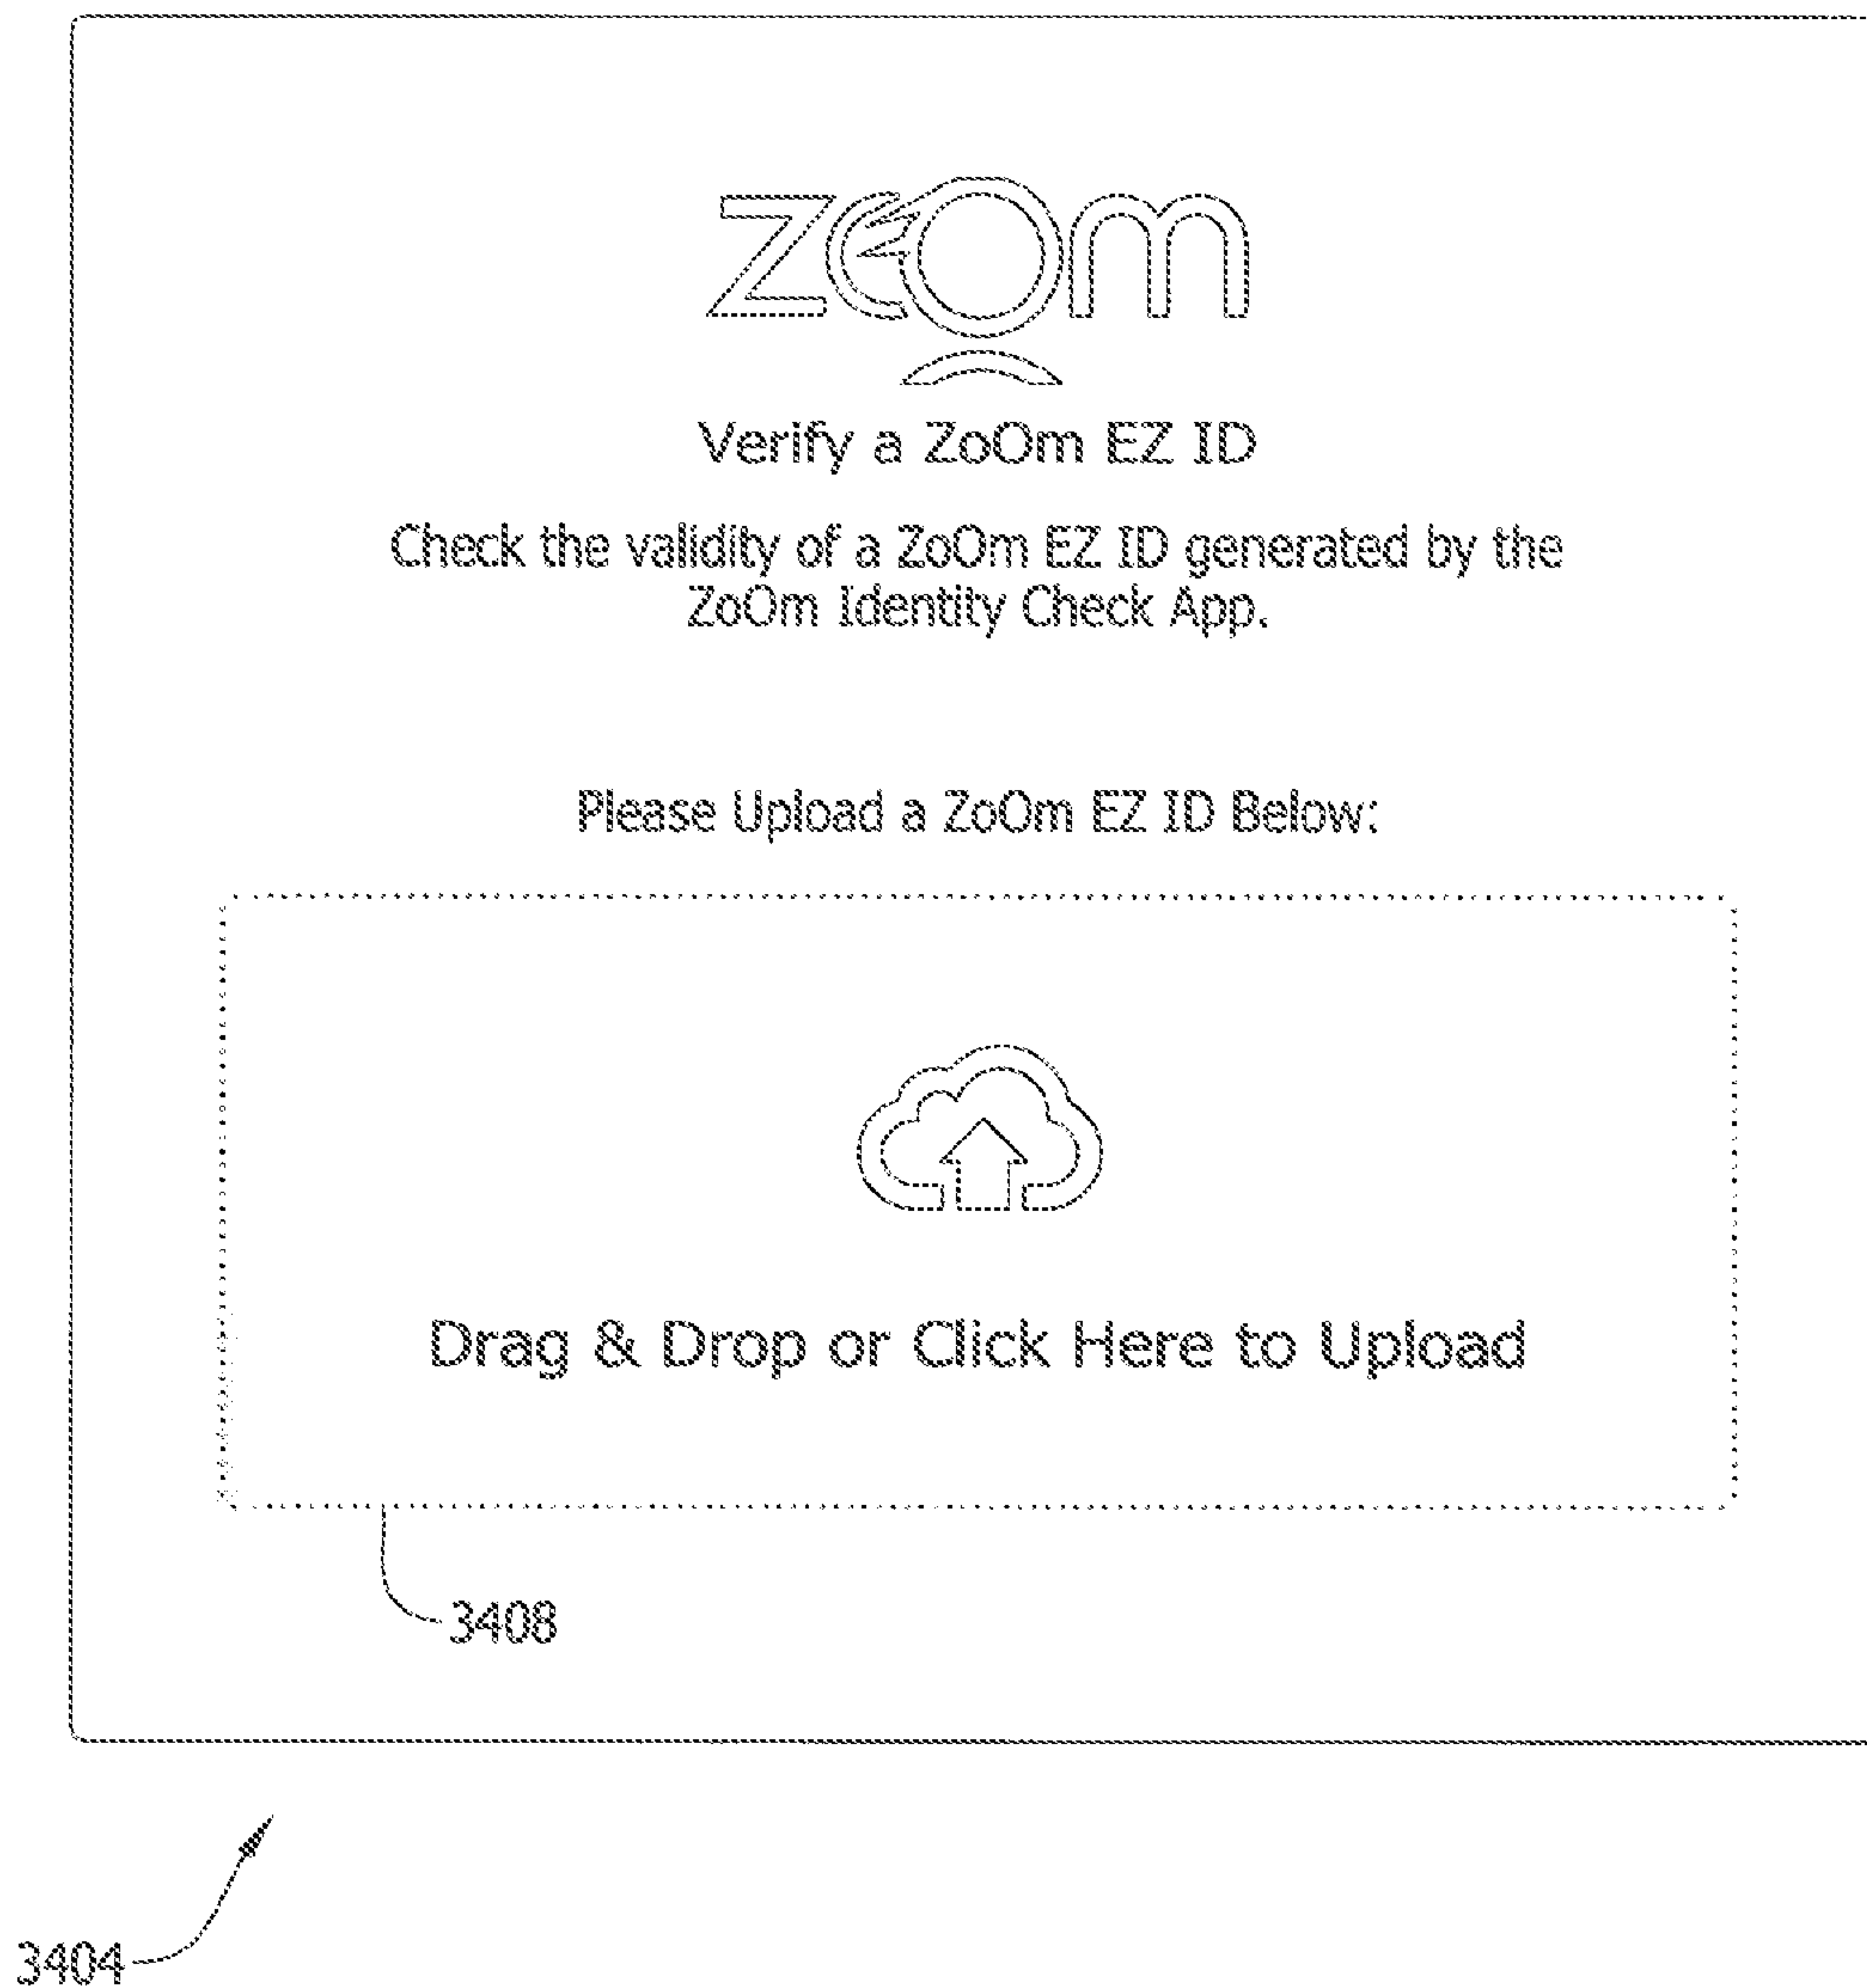 zoom
Verify a ZoOm EZ ID
Check the validity of a ZoOm EZ ID generated by the
ZoOm Identity Check App.
Please Upload a ZoOm EZ ID Below:
Drag & Drop or Click Here to Upload
3408
3404